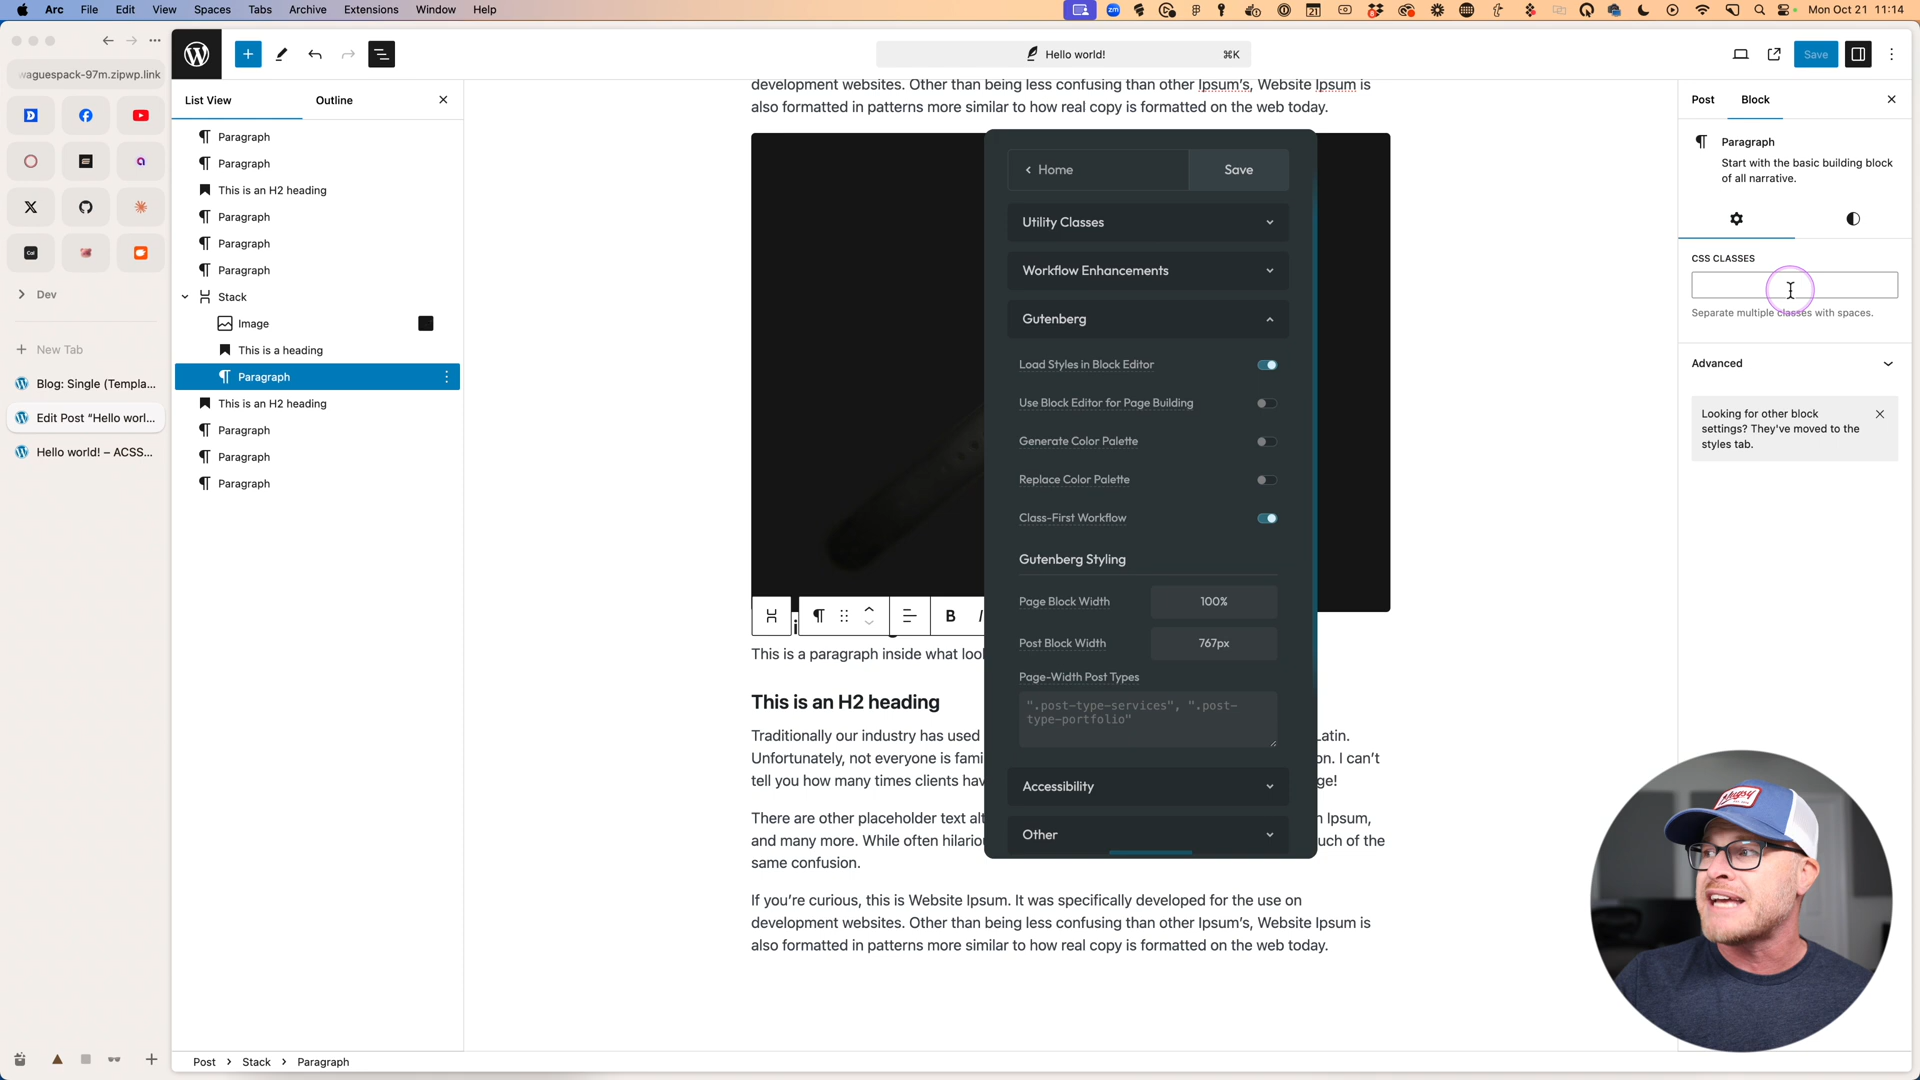 Arc File Edit View Spaces Tabs Archive Extensions Window Help
Mon Oct 21 11:14
waguespack-97m.zipwp.link
Hello world!
⌘K
Save
List View
Outline
Paragraph
Paragraph
This is an H2 heading
Paragraph
Paragraph
Paragraph
Stack
Image
This is a heading
Paragraph
This is an H2 heading
Paragraph
Paragraph
Paragraph
Dev
New Tab
Blog: Single (Templa...
Edit Post “Hello worl...
Hello world! – ACSS...
development websites. Other than being less confusing than other Ipsum’s, Website Ipsum is
also formatted in patterns more similar to how real copy is formatted on the web today.
Home
Save
Utility Classes
Workflow Enhancements
Gutenberg
Load Styles in Block Editor
Use Block Editor for Page Building
Generate Color Palette
Replace Color Palette
Class-First Workflow
Gutenberg Styling
Page Block Width
100%
Post Block Width
767px
Page-Width Post Types
".post-type-services", ".post-
type-portfolio"
Accessibility
Other
B
I
This is a paragraph inside what loo
This is an H2 heading
Traditionally our industry has used
Latin.
Unfortunately, not everyone is fami
on. I can’t
tell you how many times clients hav
ge!
There are other placeholder text alt
n Ipsum,
and many more. While often hilario
uch of the
same confusion.
If you’re curious, this is Website Ipsum. It was specifically developed for the use on
development websites. Other than being less confusing than other Ipsum’s, Website Ipsum is
also formatted in patterns more similar to how real copy is formatted on the web today.
Post
Block
Paragraph
Start with the basic building block
of all narrative.
CSS CLASSES
Separate multiple classes with spaces.
Advanced
Looking for other block
settings? They’ve moved to the
styles tab.
Post > Stack > Paragraph